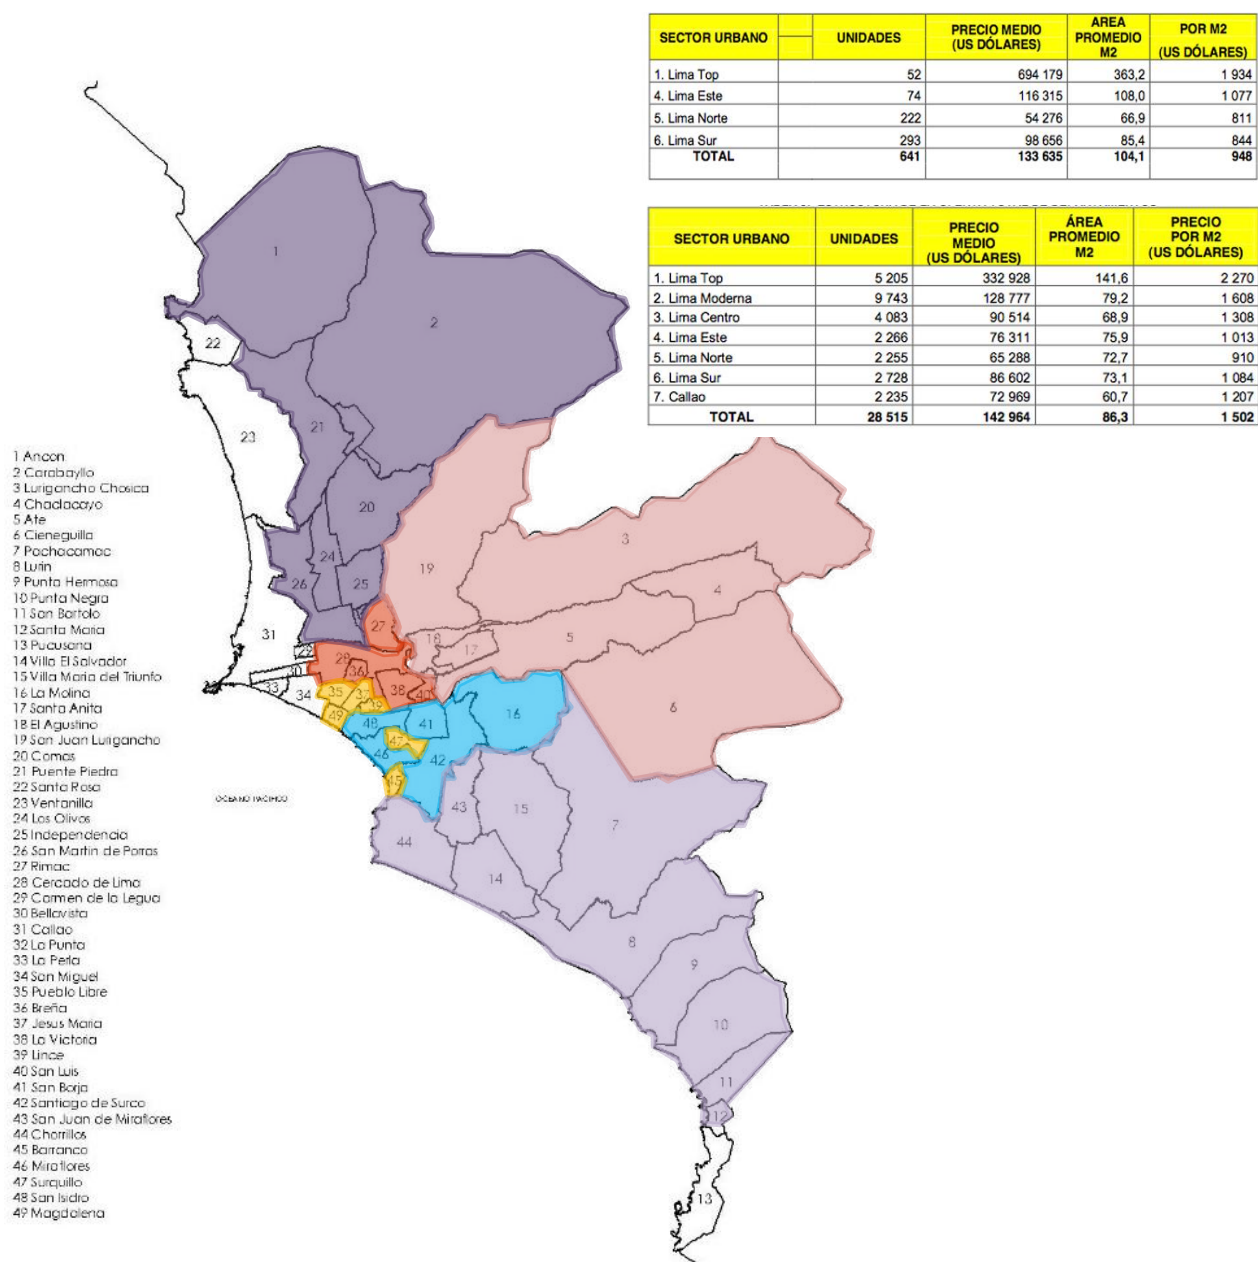 SECTOR URBANO UNIDADES PRECIO MEDIO (US DÓLARES) AREA PROMEDIO M2 POR M2 (US DÓLARES)
1. Lima Top 52 694 179 363,2 1 934
4. Lima Este 74 116 315 108,0 1 077
5. Lima Norte 222 54 276 66,9 811
6. Lima Sur 293 98 656 85,4 844
TOTAL 641 133 635 104,1 948
SECTOR URBANO UNIDADES PRECIO MEDIO (US DÓLARES) ÁREA PROMEDIO M2 PRECIO POR M2 (US DÓLARES)
1. Lima Top 5 205 332 928 141,6 2 270
2. Lima Moderna 9 743 128 777 79,2 1 608
3. Lima Centro 4 083 90 514 68,9 1 308
4. Lima Este 2 266 76 311 75,9 1 013
5. Lima Norte 2 255 65 288 72,7 910
6. Lima Sur 2 728 86 602 73,1 1 084
7. Callao 2 235 72 969 60,7 1 207
TOTAL 28 515 142 964 86,3 1 502
1 Ancon
2 Carabayllo
3 Lurigancho Chosica
4 Chaclacayo
5 Ate
6 Cieneguilla
7 Pachacamac
8 Lurin
9 Punta Hermosa
10 Punta Negra
11 San Bartolo
12 Santa Maria
13 Pucusana
14 Villa El Salvador
15 Villa Maria del Triunfo
16 La Molina
17 Santa Anita
18 El Agustino
19 San Juan Lurigancho
20 Comas
21 Puente Piedra
22 Santa Rosa
23 Ventanilla
24 Los Olivos
25 Independencia
26 San Martin de Porras
27 Rimac
28 Cercado de Lima
29 Carmen de la Legua
30 Bellavista
31 Callao
32 La Punta
33 La Perla
34 San Miguel
35 Pueblo Libre
36 Breña
37 Jesus Maria
38 La Victoria
39 Lince
40 San Luis
41 San Borja
42 Santiago de Surco
43 San Juan de Miraflores
44 Chorrillos
45 Barranco
46 Miraflores
47 Surquillo
48 San Isidro
49 Magdalena
1
2
22
23
21
20
19
3
24
25
26
4
27
31
18
5
17
29
28
30
36
33
34
35
37
38
40
39
49
6
48
41
16
47
46
42
45
OCEANO PACIFICO
43
15
7
44
14
8
9
10
11
12
13